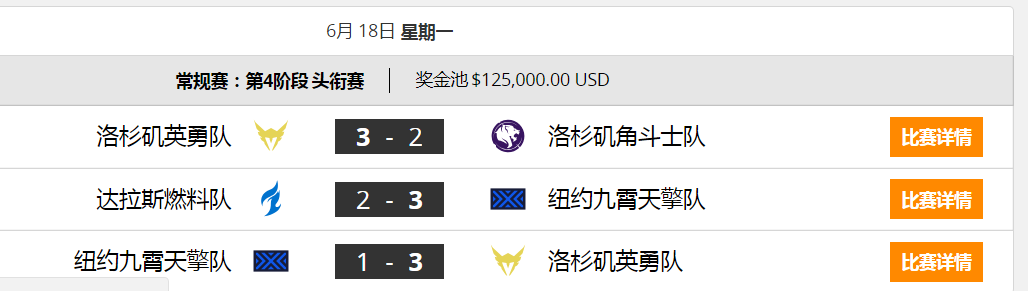 6月 18日 星期一
常规赛：第4阶段 头衔赛 奖金池 $125,000.00 USD
洛杉矶英勇队 3 - 2 洛杉矶角斗士队 比赛详情
达拉斯燃料队 2 - 3 纽约九霄天擎队 比赛详情
纽约九霄天擎队 1 - 3 洛杉矶英勇队 比赛详情